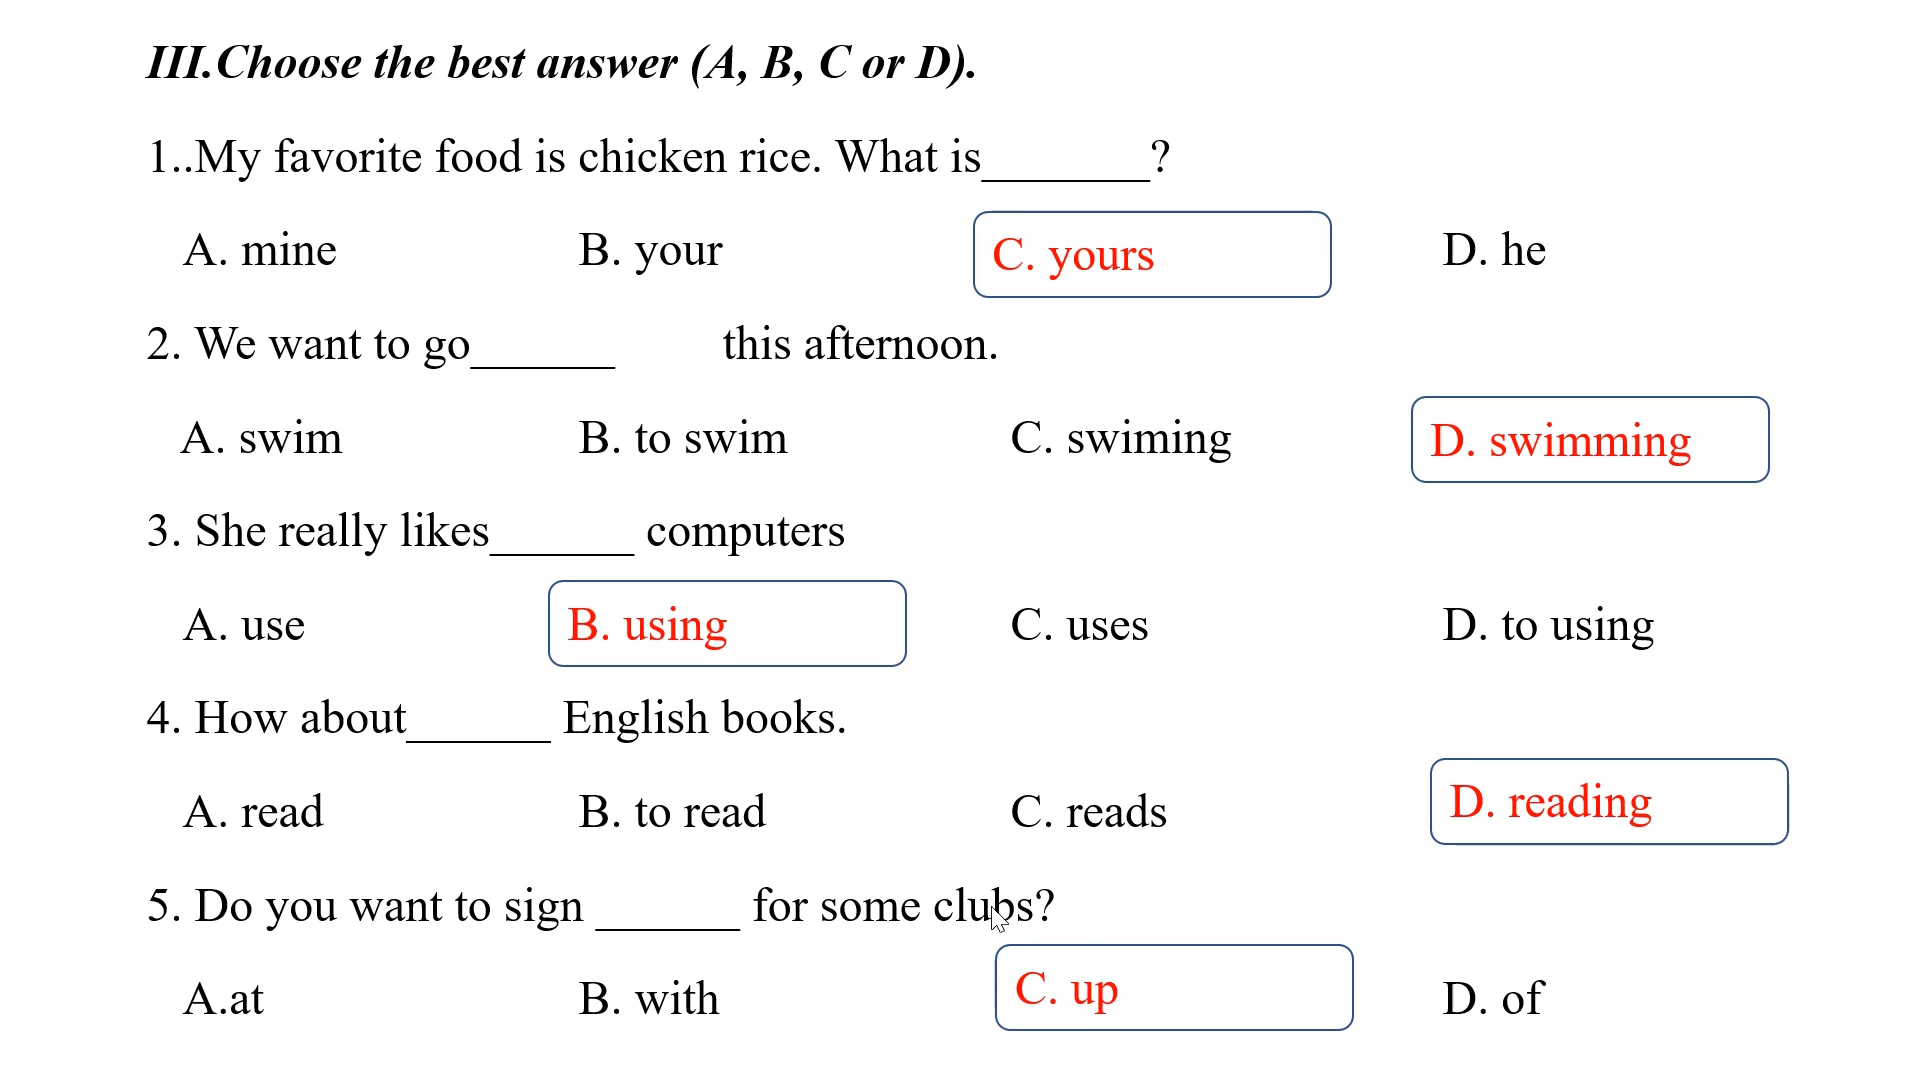 III.Choose the best answer (A, B, C or D).
1..My favorite food is chicken rice. What is_______?
A. mine B. your C. yours D. he
2. We want to go______ this afternoon.
A. swim B. to swim C. swiming D. swimming
3. She really likes______ computers
A. use B. using C. uses D. to using
4. How about______ English books.
A. read B. to read C. reads D. reading
5. Do you want to sign ______ for some clubs?
A.at B. with C. up D. of